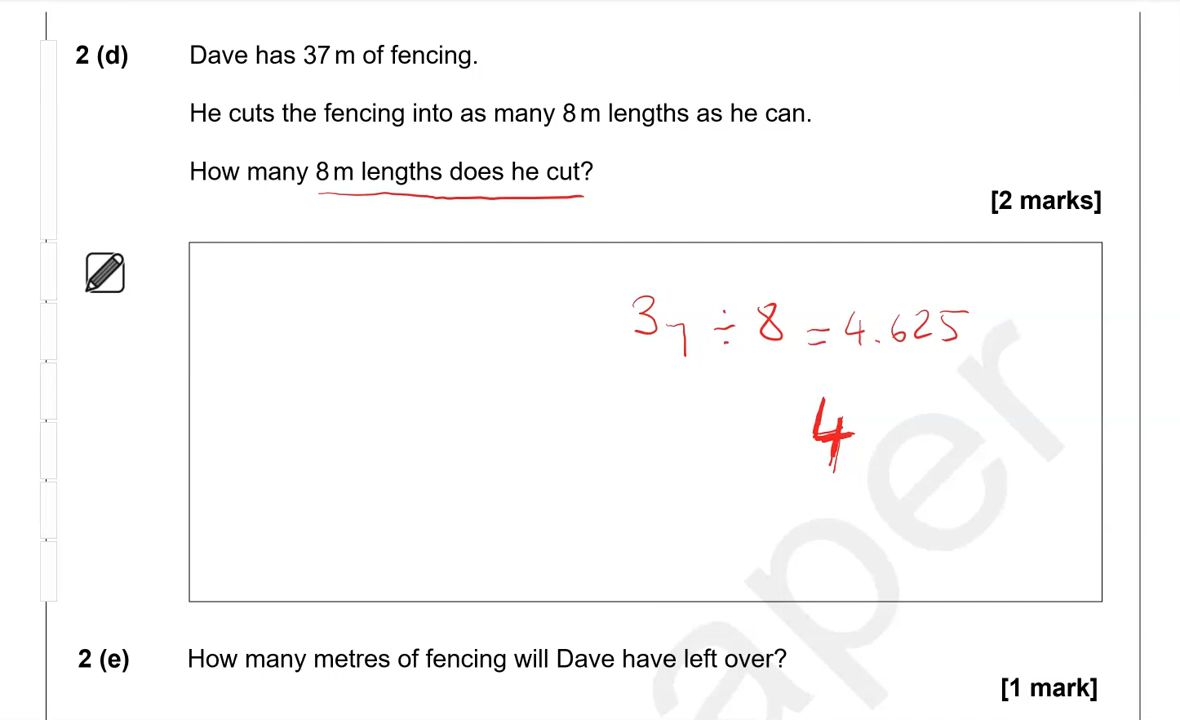 2 (d) Dave has 37 m of fencing.
He cuts the fencing into as many 8 m lengths as he can.
How many 8 m lengths does he cut?
[2 marks]
37 ÷ 8 = 4.625
4
2 (e) How many metres of fencing will Dave have left over?
[1 mark]